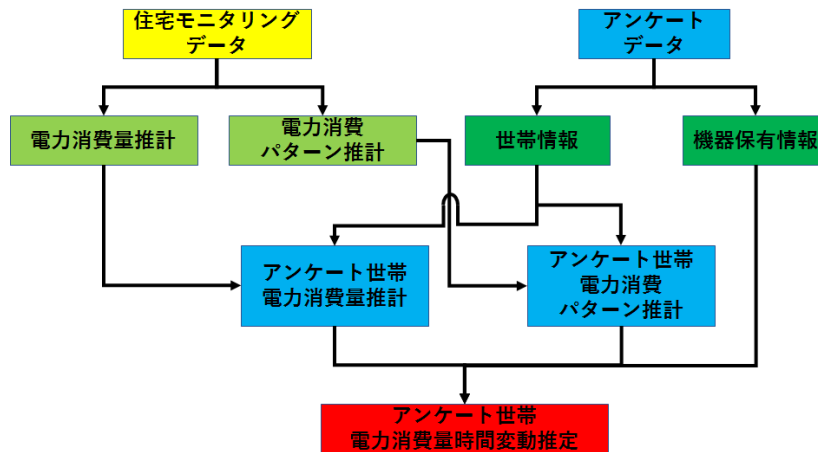 住宅モニタリング
データ
アンケート
データ
電力消費量推計
電力消費
パターン推計
世帯情報
機器保有情報
アンケート世帯
電力消費量推計
アンケート世帯
電力消費
パターン推計
アンケート世帯
電力消費量時間変動推定